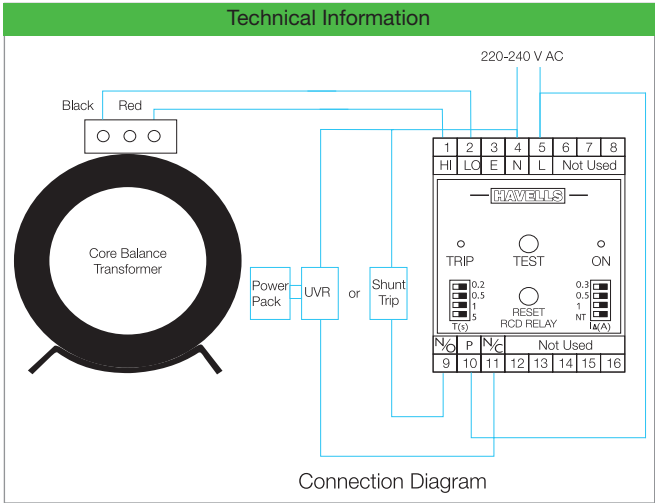 Technical Information
220-240 V AC
Black Red
1 2 3 4 5 6 7 8
HI LO E N L Not Used
HAVELLS
TRIP TEST ON
Core Balance
Transformer
Power
Pack
UVR
or
Shunt
Trip
0.2
0.5
1
5
T(s)
RESET
RCD RELAY
0.3
0.5
1
NT
I∆(A)
N/O P N/C Not Used
9 10 11 12 13 14 15 16
Connection Diagram